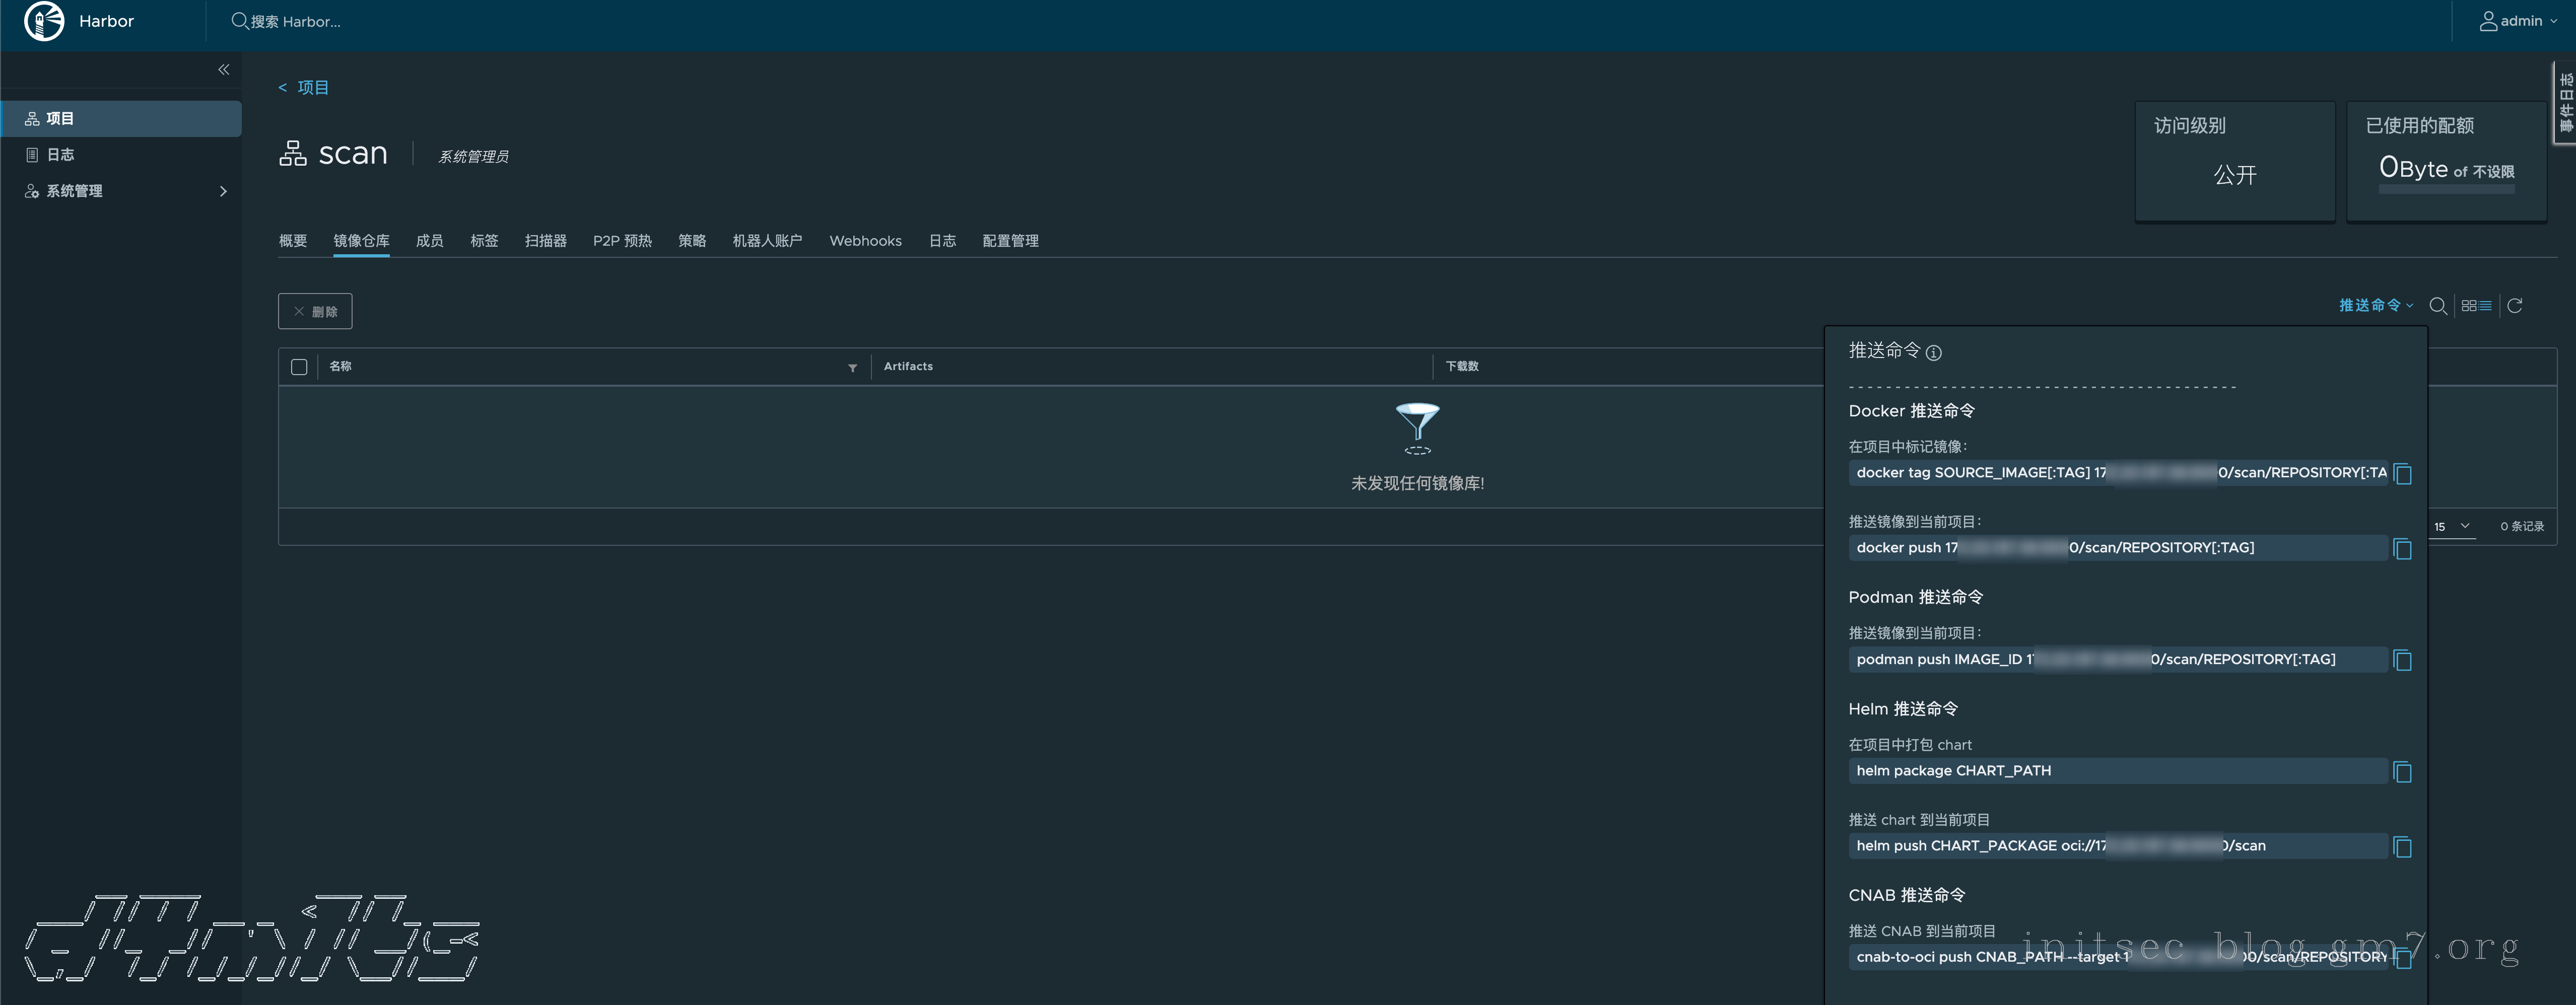 Harbor
搜索 Harbor...
admin
事件日志
项目
日志
系统管理
< 项目
scan
系统管理员
访问级别
公开
已使用的配额
0Byte of 不设限
概要 镜像仓库 成员 标签 扫描器 P2P 预热 策略 机器人账户 Webhooks 日志 配置管理
删除
推送命令
名称 Artifacts 下载数
未发现任何镜像库!
15 0 条记录
推送命令
---------------------------------------
Docker 推送命令
在项目中标记镜像:
docker tag SOURCE_IMAGE[:TAG] 17 0/scan/REPOSITORY[:TA
推送镜像到当前项目:
docker push 17 0/scan/REPOSITORY[:TAG]
Podman 推送命令
推送镜像到当前项目:
podman push IMAGE_ID 1 0/scan/REPOSITORY[:TAG]
Helm 推送命令
在项目中打包 chart
helm package CHART_PATH
推送 chart 到当前项目
helm push CHART_PACKAGE oci://17 0/scan
CNAB 推送命令
推送 CNAB 到当前项目
cnab-to-oci push CNAB_PATH --target 1 00/scan/REPOSITORY
initsec blog.gm7.org